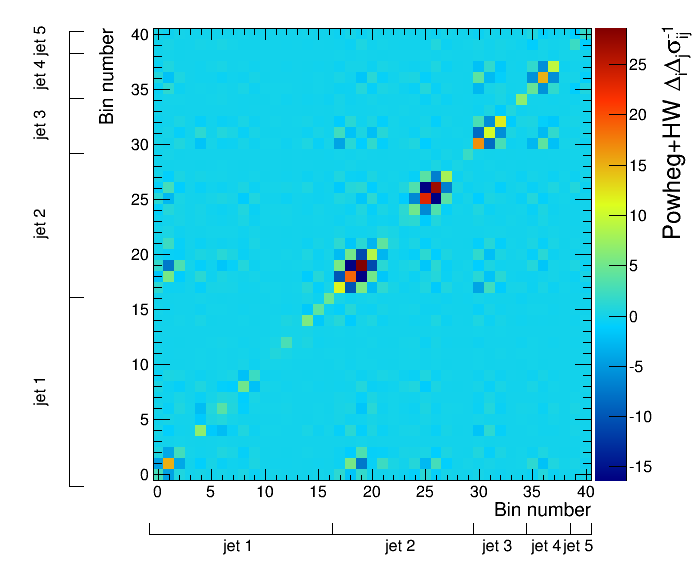 Bin number
40
35
30
25
20
15
10
5
0
jet 5
jet 4
jet 3
jet 2
jet 1
0 5 10 15 20 25 30 35 40
Bin number
jet 1 jet 2 jet 3 jet 4 jet 5
25
20
15
10
5
0
-5
-10
-15
Powheg+HW ΔᵢΔⱼσᵢⱼ⁻¹